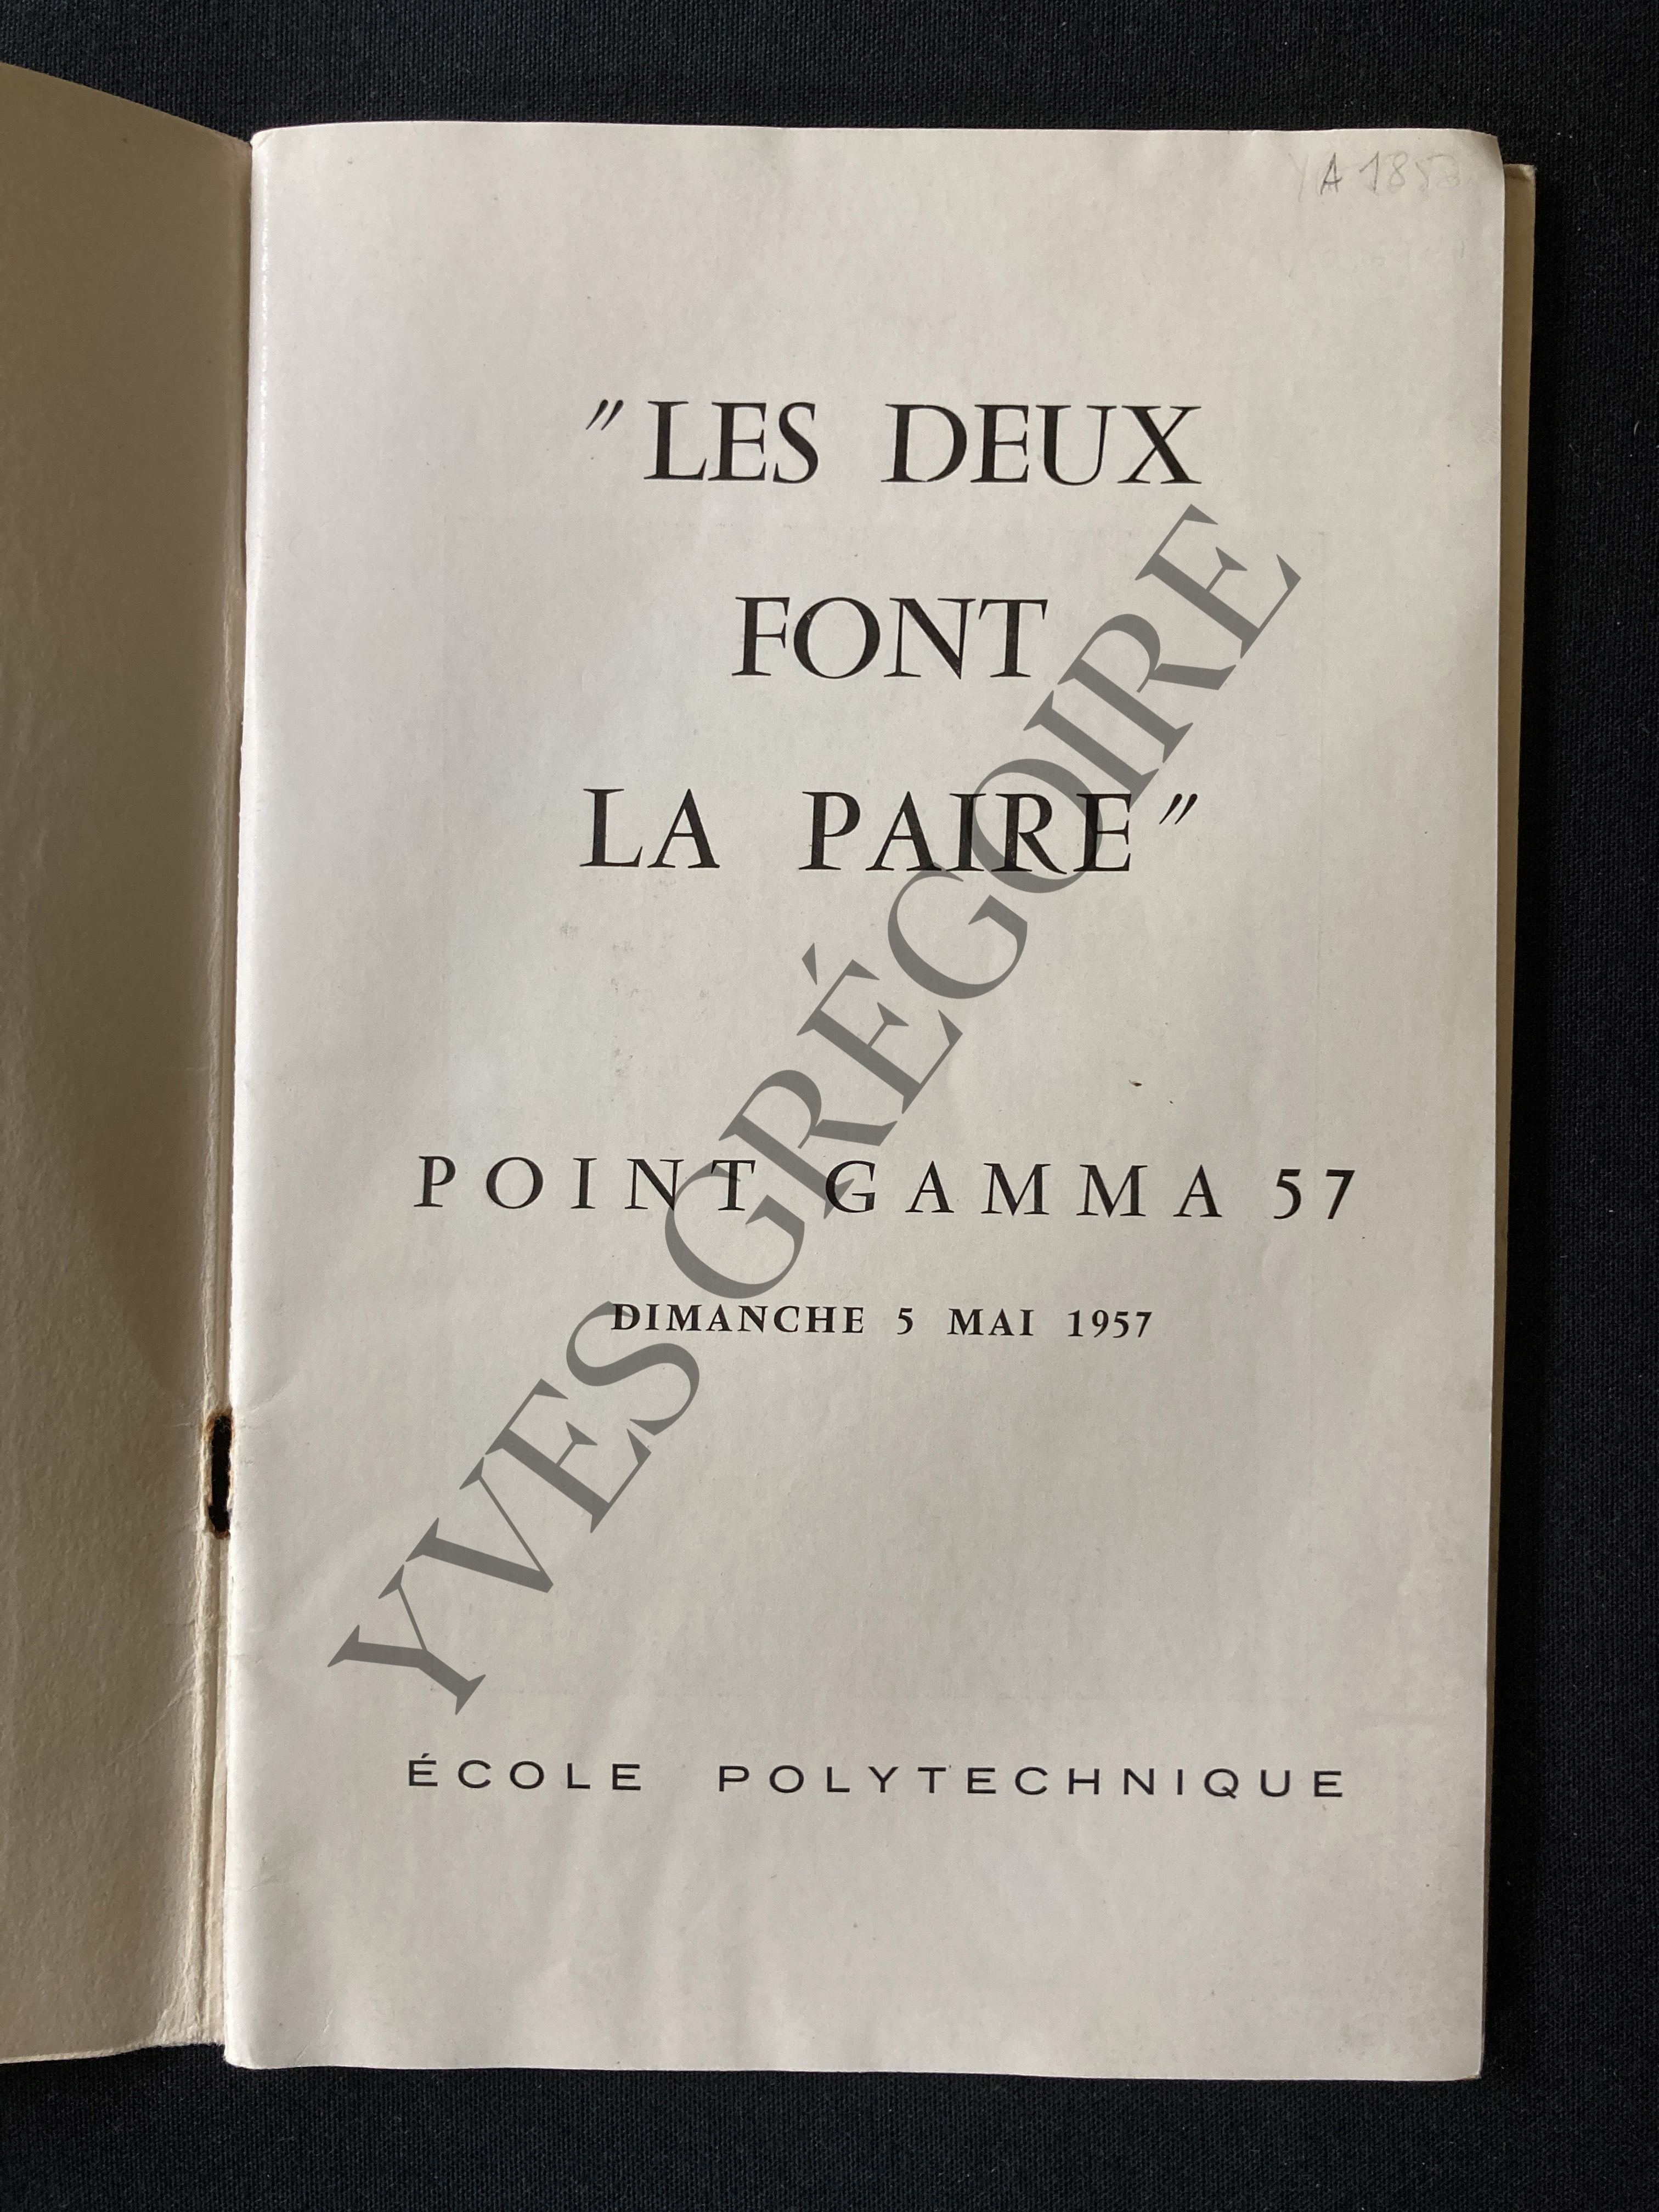 "LES DEUX
FONT
LA PAIRE"
POINT GAMMA 57
DIMANCHE 5 MAI 1957
ÉCOLE POLYTECHNIQUE
YVES GRÉGOIRE